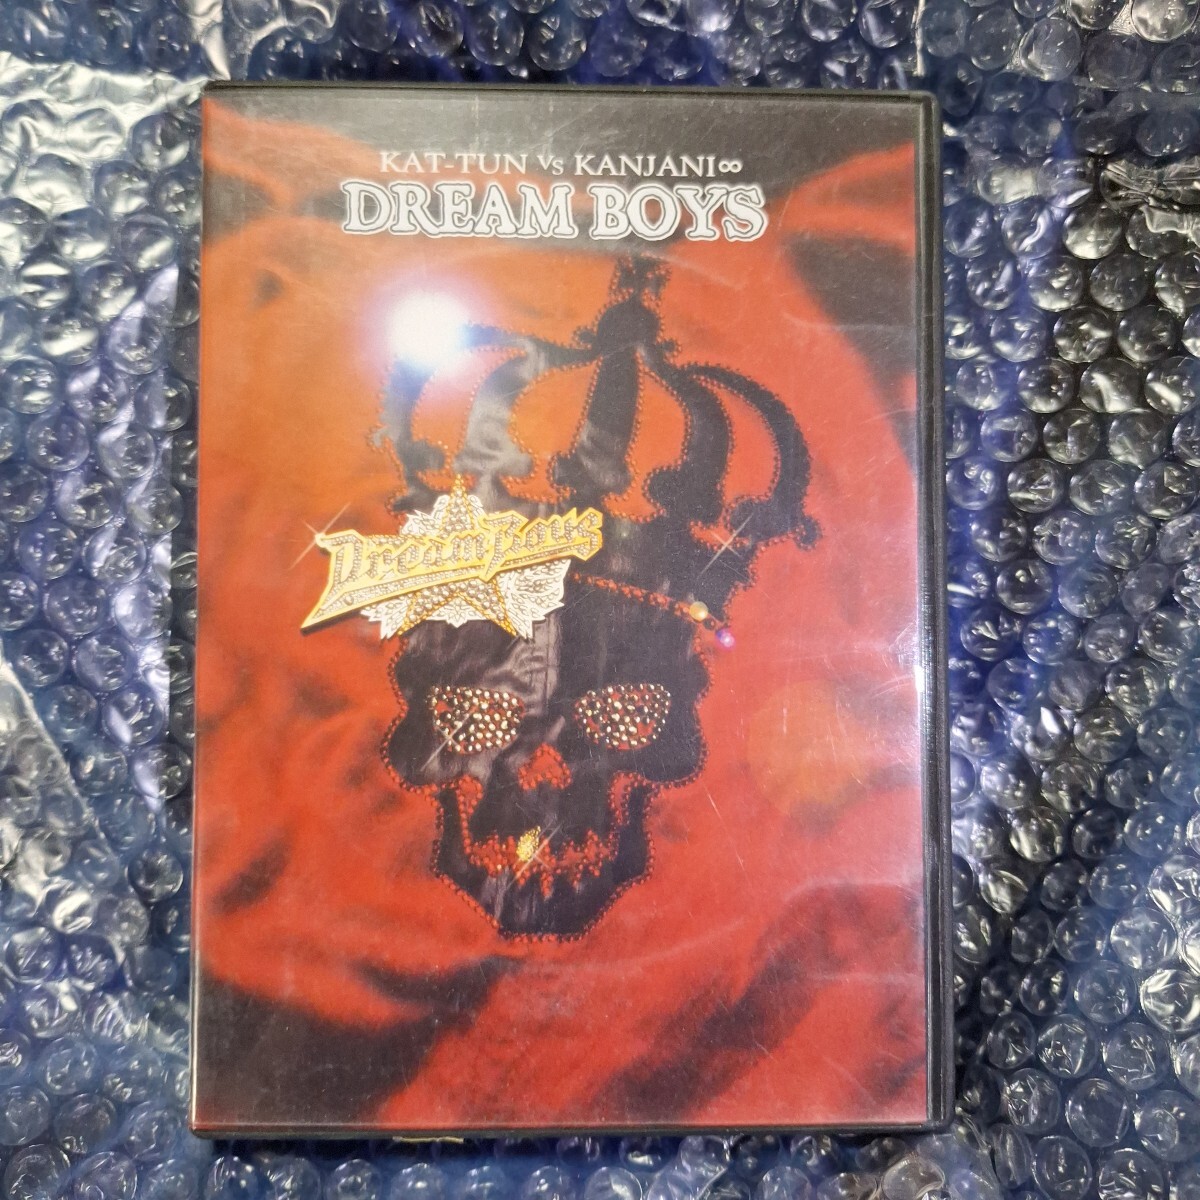 KAT-TUN Vs KANJANI∞
DREAM BOYS
Dream Boys